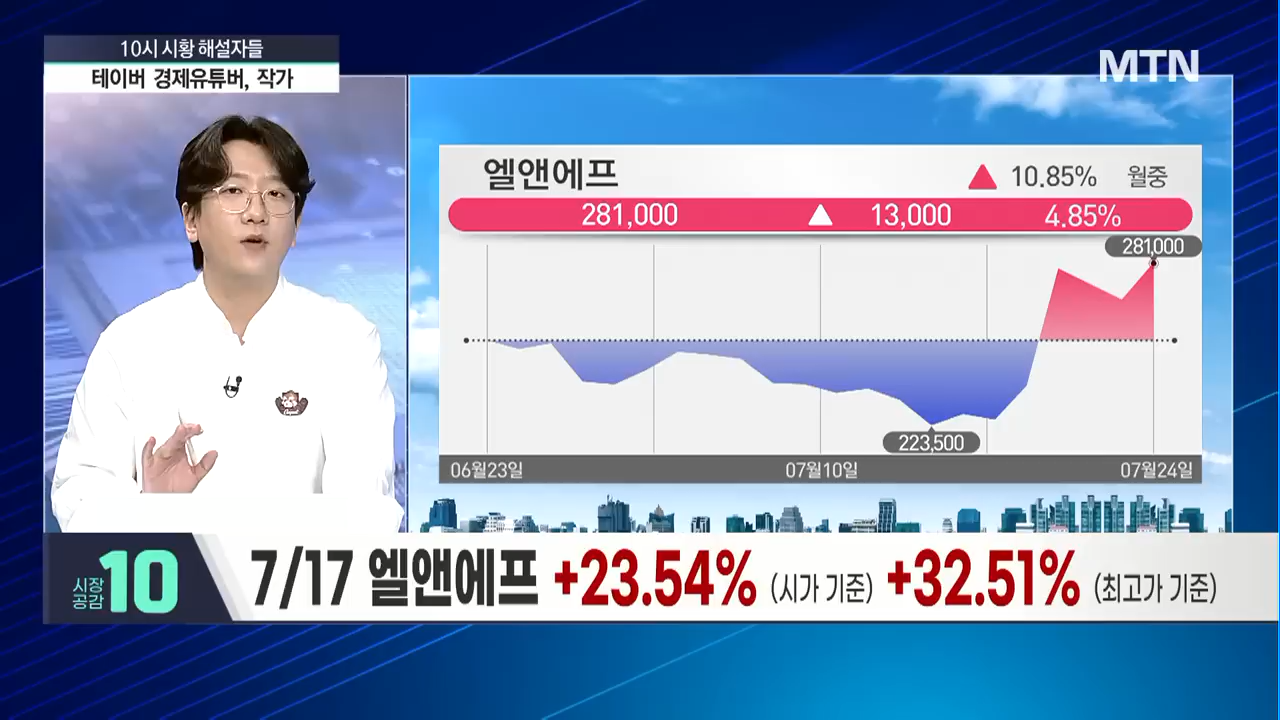 10시 시황 해설자들
테이버 경제유튜버, 작가
MTN
엘앤에프 ▲ 10.85% 월중
281,000 ▲ 13,000 4.85%
281,000
223,500
06월23일 07월10일 07월24일
시장공감 10
7/17 엘앤에프 +23.54% (시가 기준) +32.51% (최고가 기준)